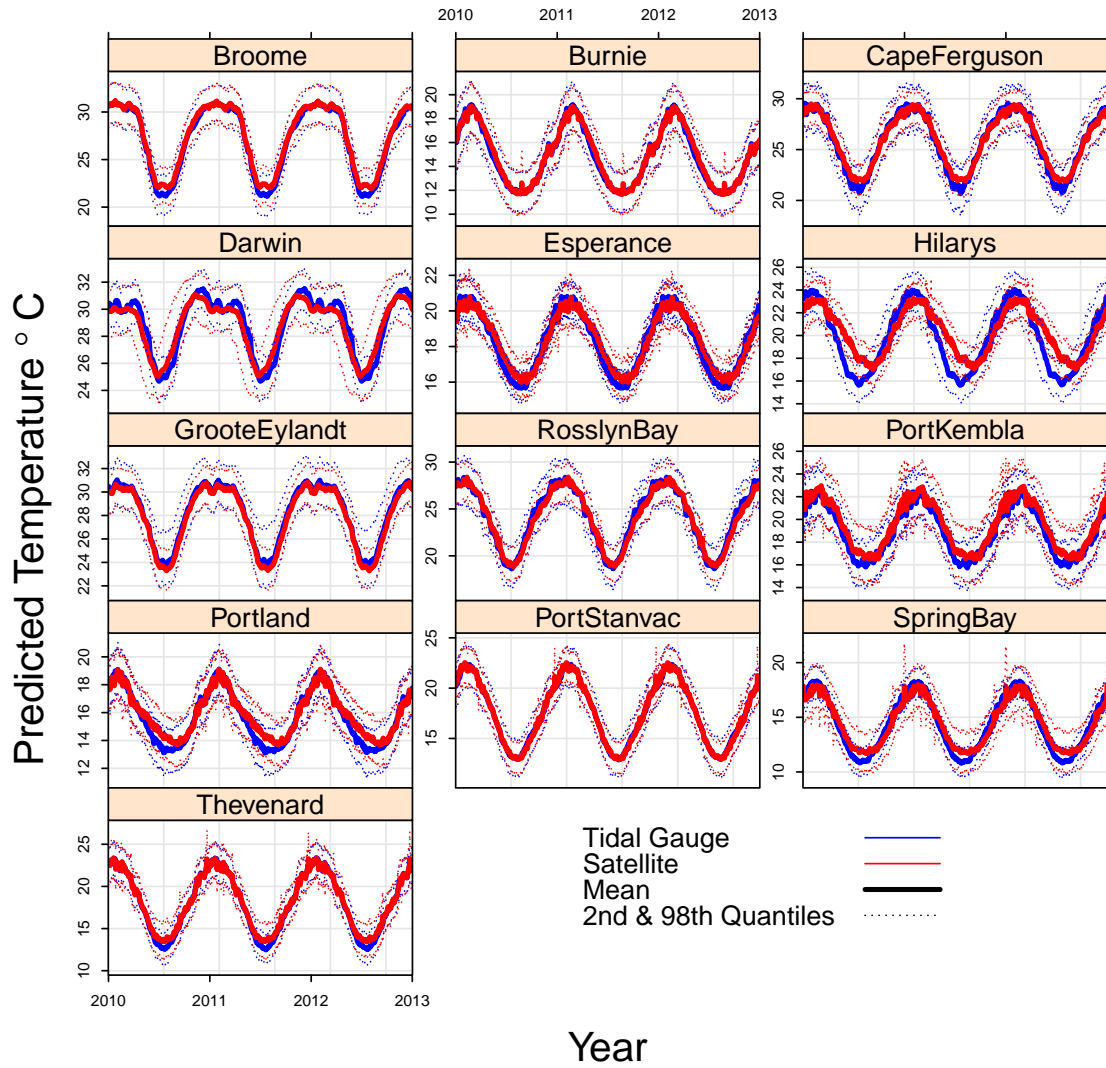 2010 2011 2012 2013
Broome
Burnie
CapeFerguson
20 25 30
10 12 14 16 18 20
20 25 30
Darwin
Esperance
Hilarys
24 26 28 30 32
16 18 20 22
14 16 18 20 22 24 26
GrooteEylandt
RosslynBay
PortKembla
22 24 26 28 30 32
20 25 30
14 16 18 20 22 24 26
Portland
PortStanvac
SpringBay
12 14 16 18 20
15 20 25
10 15 20
Thevenard
10 15 20 25
2010 2011 2012 2013
Predicted Temperature ° C
Tidal Gauge
Satellite
Mean
2nd & 98th Quantiles
Year